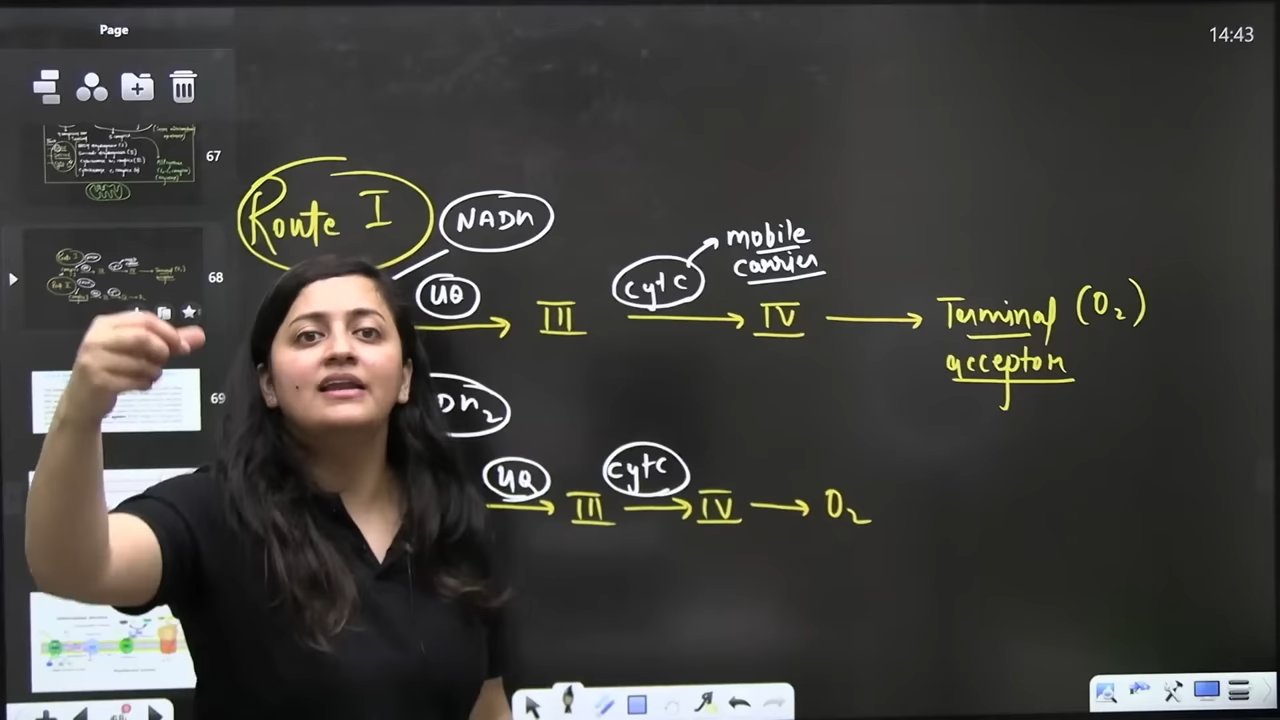 Page
14:43
67
68
69
Route I
NADH
UQ
III
cyt c
mobile
carrier
IV
Terminal (O₂)
acceptor
DH₂
UQ
III
cyt c
IV
O₂